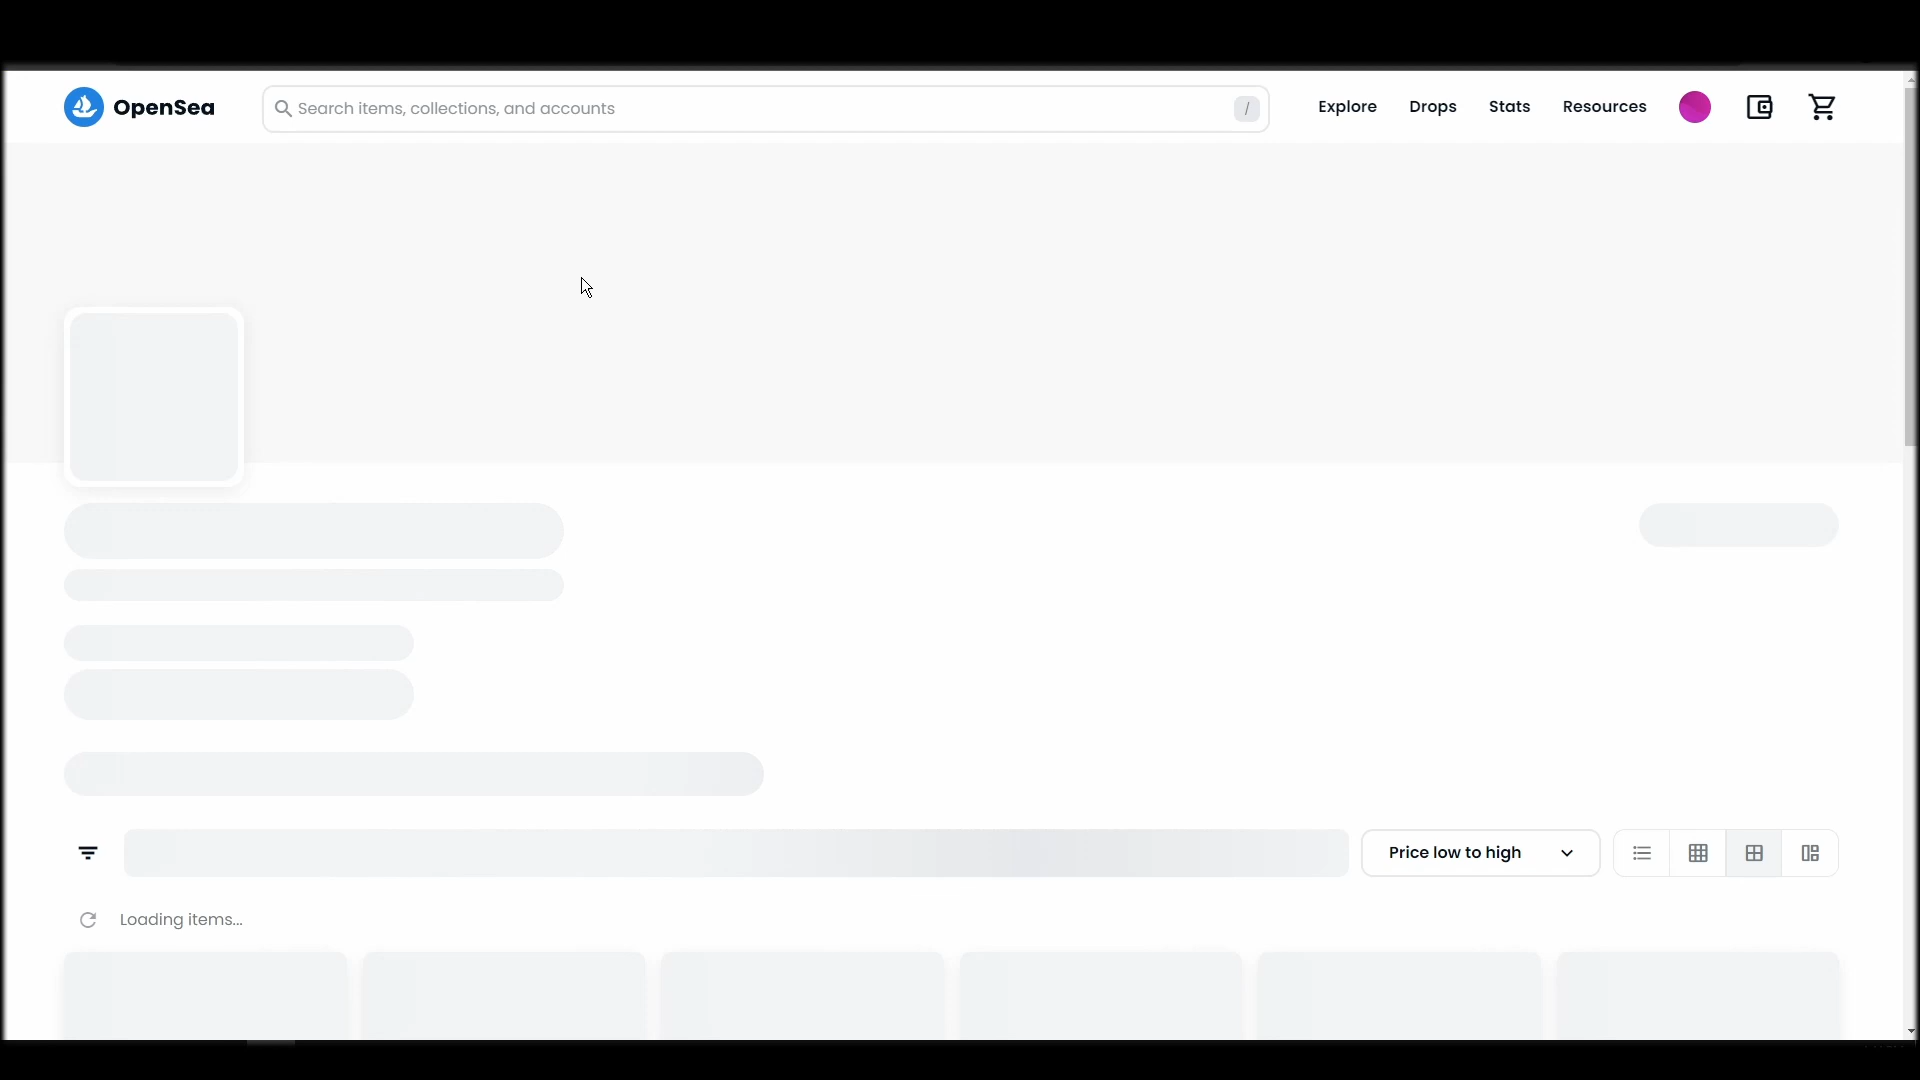 OpenSea
Search items, collections, and accounts
/
Explore
Drops
Stats
Resources
Price low to high
Loading items...